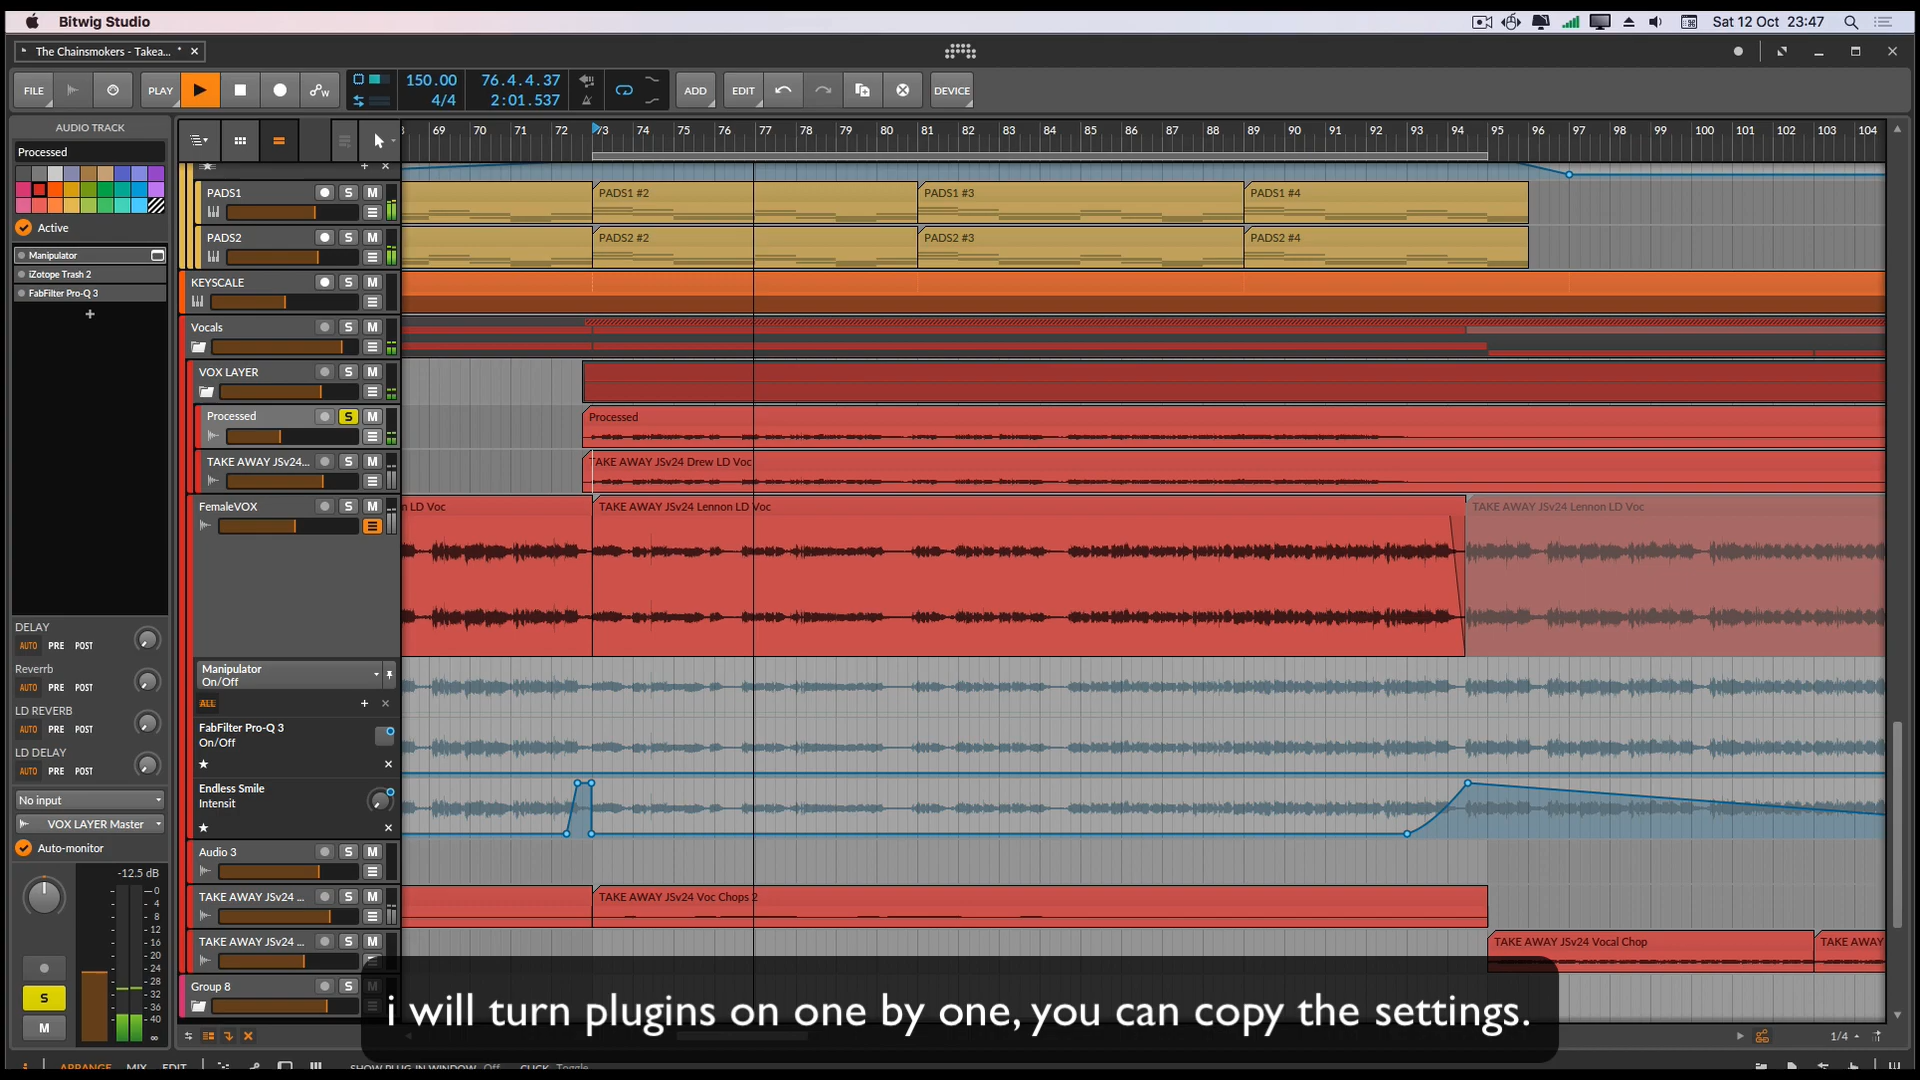 Bitwig Studio
Sat 12 Oct 23:47
The Chainsmokers - Takea... *
FILE
PLAY
150.00
4/4
76.4.4.37
2:01.537
ADD
EDIT
DEVICE
AUDIO TRACK
Processed
Active
Manipulator
iZotope Trash 2
FabFilter Pro-Q 3
DELAY
AUTO PRE POST
Reverrb
AUTO PRE POST
LD REVERB
AUTO PRE POST
LD DELAY
AUTO PRE POST
No input
VOX LAYER Master
Auto-monitor
-12.5 dB
0
4
8
12
16
20
24
28
32
36
40
∞
S
M
69 70 71 72 73 74 75 76 77 78 79 80 81 82 83 84 85 86 87 88 89 90 91 92 93 94 95 96 97 98 99 100 101 102 103 104
PADS1 S M
PADS1 #2
PADS1 #3
PADS1 #4
PADS2 S M
PADS2 #2
PADS2 #3
PADS2 #4
KEYSCALE S M
Vocals S M
VOX LAYER S M
Processed S M
Processed
TAKE AWAY JSv24... S M
TAKE AWAY JSv24 Drew LD Voc
FemaleVOX S M
n LD Voc
TAKE AWAY JSv24 Lennon LD Voc
TAKE AWAY JSv24 Lennon LD Voc
Manipulator
On/Off
ALL
FabFilter Pro-Q 3
On/Off
Endless Smile
Intensit
Audio 3 S M
TAKE AWAY JSv24 ... S M
TAKE AWAY JSv24 Voc Chops 2
TAKE AWAY JSv24 ... S M
TAKE AWAY JSv24 Vocal Chop
TAKE AWAY
Group 8 S M
i will turn plugins on one by one, you can copy the settings.
1/4
ARRANGE MIX EDIT
SHOW PLUG-IN WINDOW Off CLICK Toggle